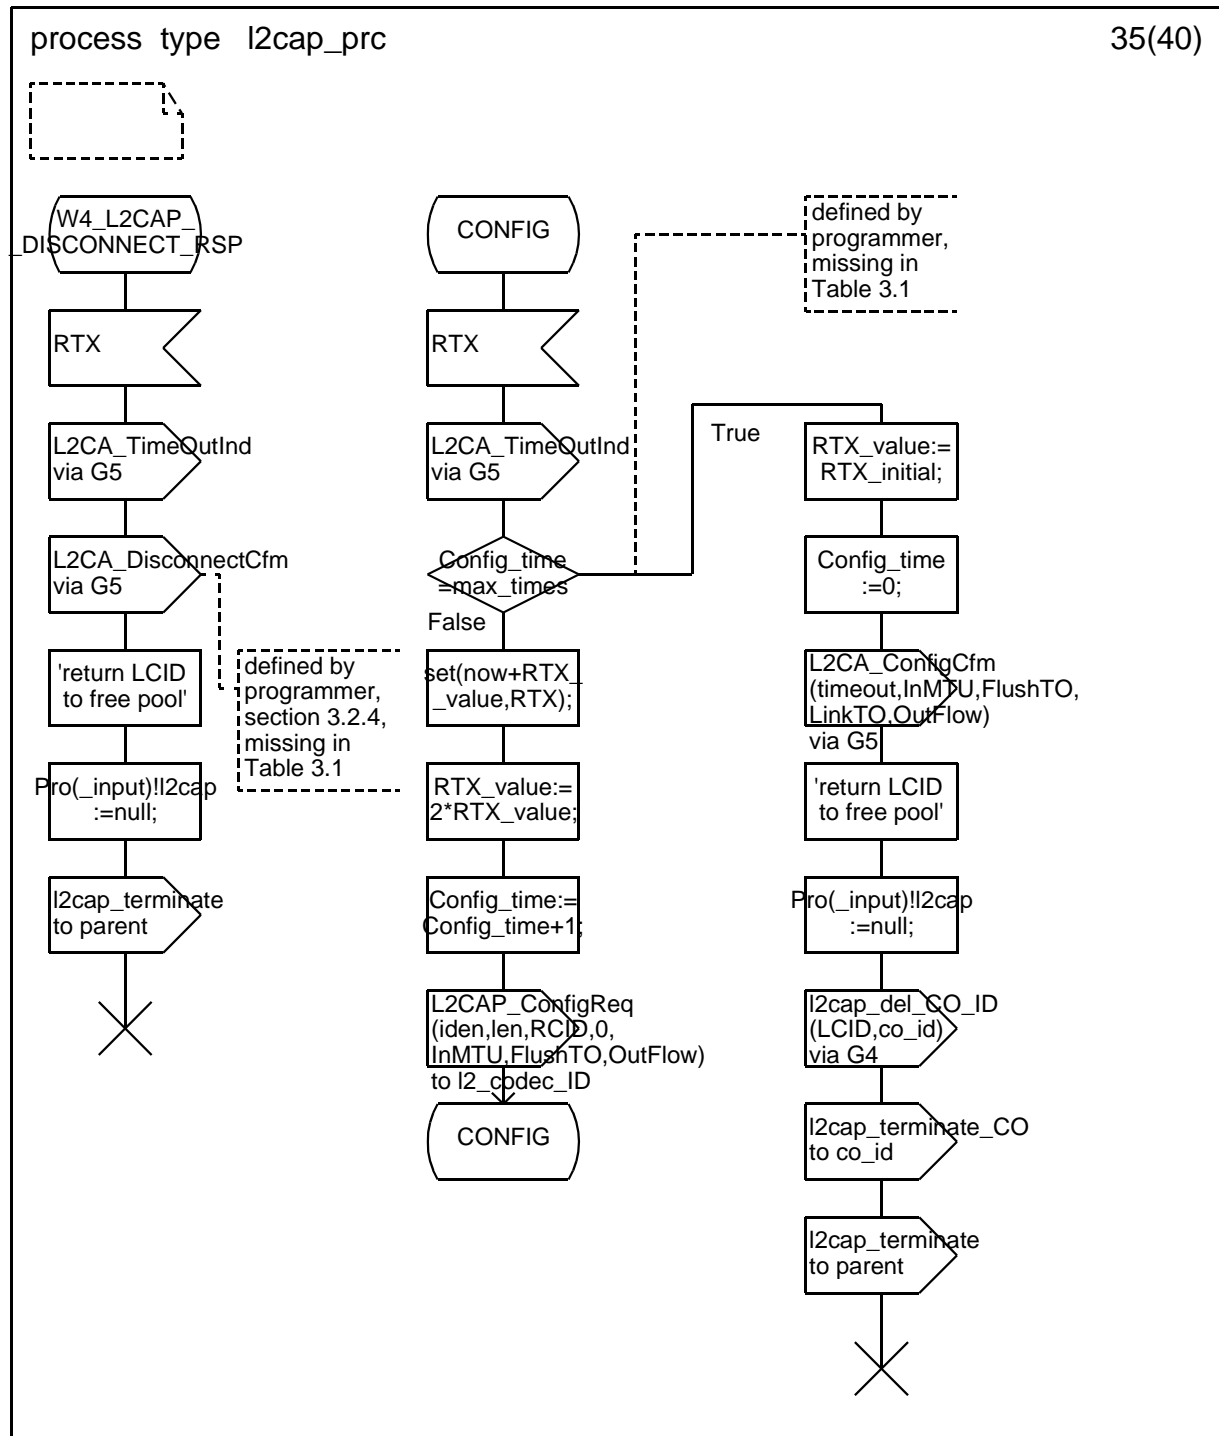 process type l2cap_prc
35(40)
W4_L2CAP_
_DISCONNECT_RSP
RTX
L2CA_TimeOutInd
via G5
L2CA_DisconnectCfm
via G5
defined by
programmer,
section 3.2.4,
missing in
Table 3.1
'return LCID
to free pool'
Pro(_input)!l2cap
:=null;
l2cap_terminate
to parent
CONFIG
RTX
L2CA_TimeOutInd
via G5
defined by
programmer,
missing in
Table 3.1
Config_time
=max_times
True
False
set(now+RTX_
_value,RTX);
RTX_value:=
2*RTX_value;
Config_time:=
Config_time+1;
L2CAP_ConfigReq
(iden,len,RCID,0,
InMTU,FlushTO,OutFlow)
to l2_codec_ID
CONFIG
RTX_value:=
RTX_initial;
Config_time
:=0;
L2CA_ConfigCfm
(timeout,InMTU,FlushTO,
LinkTO,OutFlow)
via G5
'return LCID
to free pool'
Pro(_input)!l2cap
:=null;
l2cap_del_CO_ID
(LCID,co_id)
via G4
l2cap_terminate_CO
to co_id
l2cap_terminate
to parent